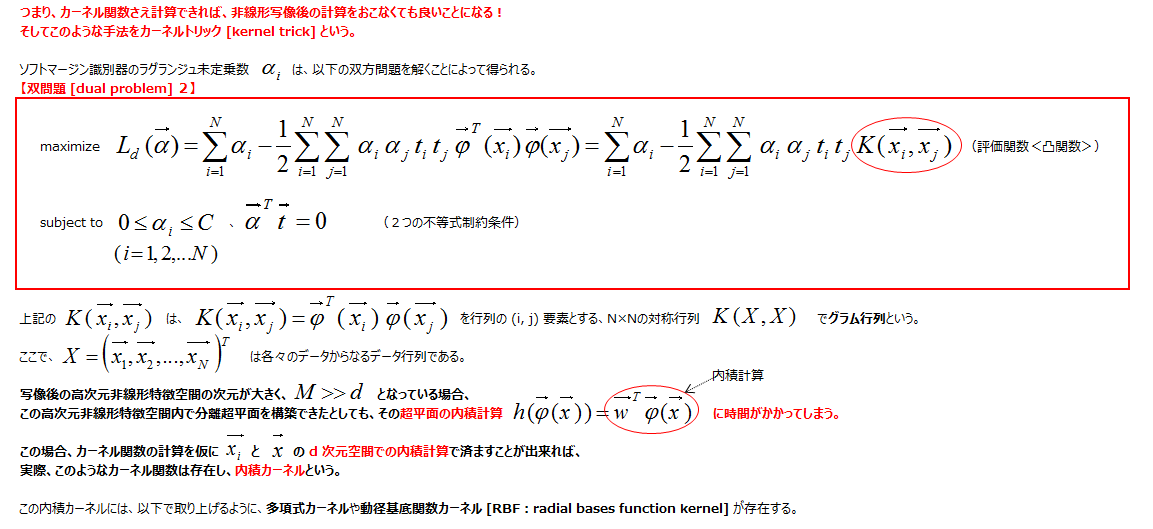 つまり、カーネル関数さえ計算できれば、非線形写像後の計算をおこなくても良いことになる！
そしてこのような手法をカーネルトリック [kernel trick] という。
ソフトマージン識別器のラグランジュ未定乗数 α_i は、以下の双方問題を解くことによって得られる。
【双問題 [dual problem] ２】
maximize L_d(\vec{α}) = \sum_{i=1}^{N} α_i - \frac{1}{2} \sum_{i=1}^{N} \sum_{j=1}^{N} α_i α_j t_i t_j \vec{φ}^T(\vec{x_i}) \vec{φ}(\vec{x_j}) = \sum_{i=1}^{N} α_i - \frac{1}{2} \sum_{i=1}^{N} \sum_{j=1}^{N} α_i α_j t_i t_j K(\vec{x_i}, \vec{x_j}) （評価関数＜凸関数＞）
subject to 0 ≤ α_i ≤ C 、 \vec{α}^T \vec{t} = 0 （２つの不等式制約条件）
(i = 1, 2, ... N)
上記の K(\vec{x_i}, \vec{x_j}) は、 K(\vec{x_i}, \vec{x_j}) = \vec{φ}^T(\vec{x_i}) \vec{φ}(\vec{x_j}) を行列の (i, j) 要素とする、N×Nの対称行列 K(X, X) でグラム行列という。
ここで、 X = (\vec{x_1}, \vec{x_2}, ..., \vec{x_N})^T は各々のデータからなるデータ行列である。
内積計算
写像後の高次元非線形特徴空間の次元が大きく、 M >> d となっている場合、
この高次元非線形特徴空間内で分離超平面を構築できたとしても、その超平面の内積計算 h(\vec{φ}(\vec{x})) = \vec{w}^T \vec{φ}(\vec{x}) に時間がかかってしまう。
この場合、カーネル関数の計算を仮に \vec{x_i} と \vec{x} の d 次元空間での内積計算で済ますことが出来れば、
実際、このようなカーネル関数は存在し、内積カーネルという。
この内積カーネルには、以下で取り上げるように、多項式カーネルや動径基底関数カーネル [RBF：radial bases function kernel] が存在する。